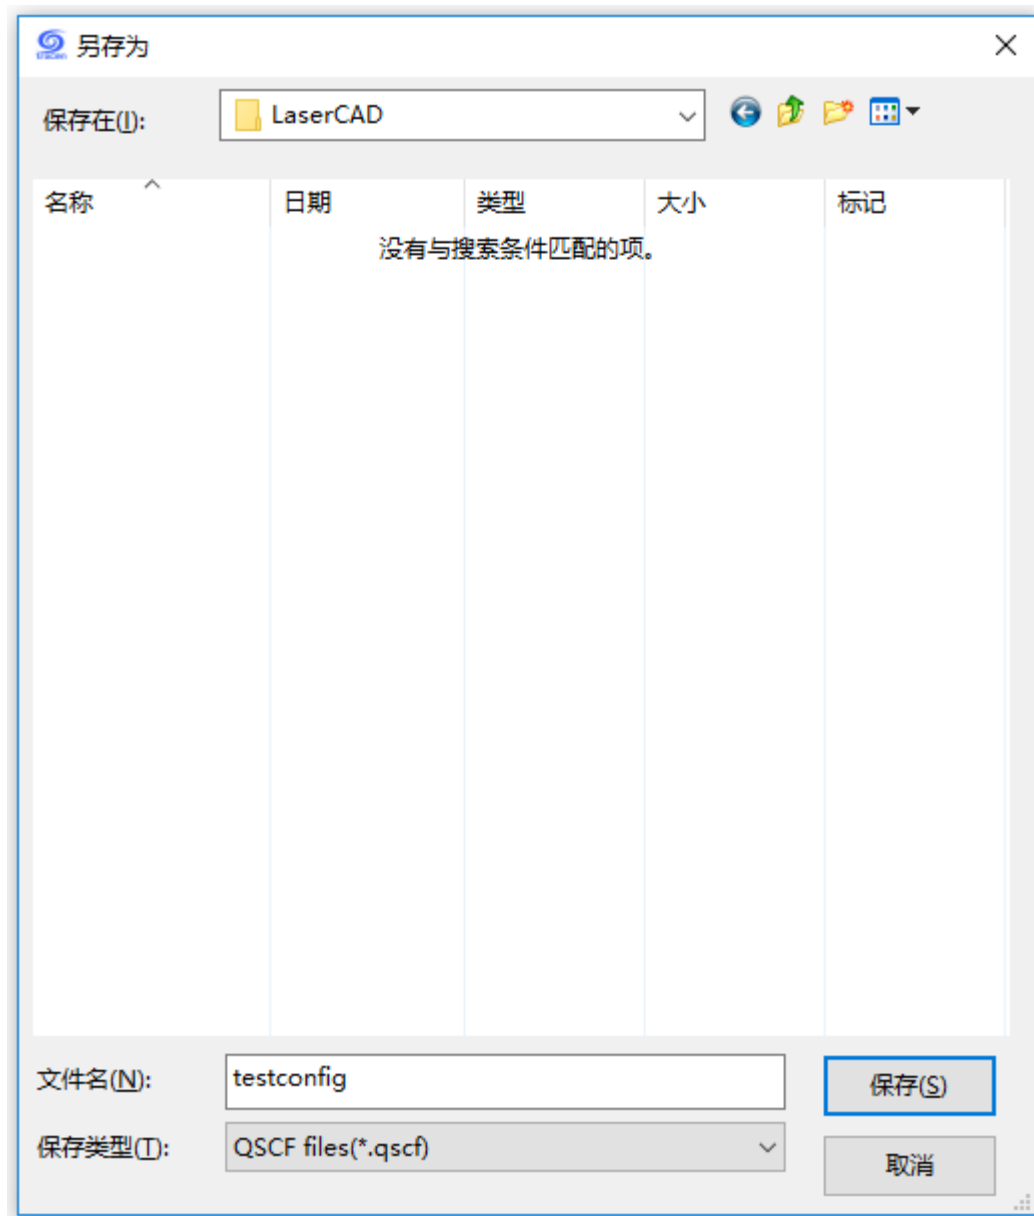 另存为
保存在(I):
LaserCAD
名称 日期 类型 大小 标记
没有与搜索条件匹配的项。
文件名(N): testconfig 保存(S)
保存类型(T): QSCF files(*.qscf) 取消